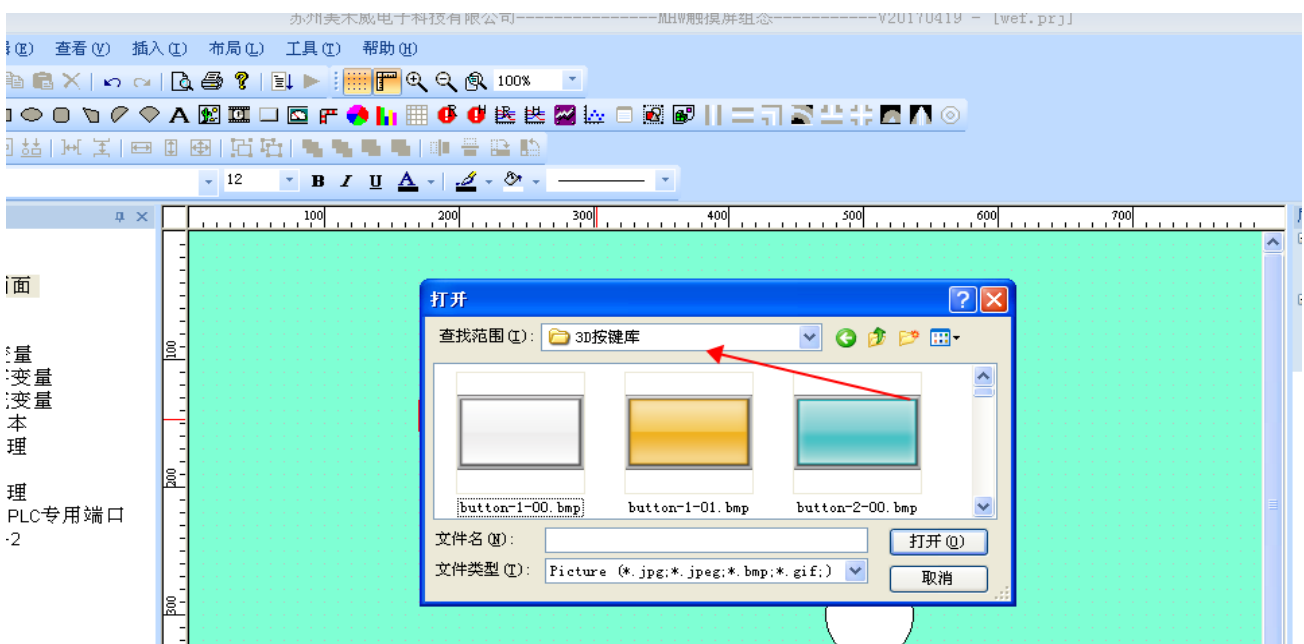 苏州美禾威电子科技有限公司----------------MHW触摸屏组态------------V20170419 - [wef.prj]
(E) 查看(V) 插入(I) 布局(L) 工具(T) 帮助(H)
100%
12 B I U A
100 200 300 400 500 600 700
面
打开
查找范围(I): 3D按键库
量
变量
变量
本
理
理
PLC专用端口
-2
100
200
300
button-1-00.bmp button-1-01.bmp button-2-00.bmp
文件名(N): 打开(O)
文件类型(T): Picture (*.jpg;*.jpeg;*.bmp;*.gif;) 取消